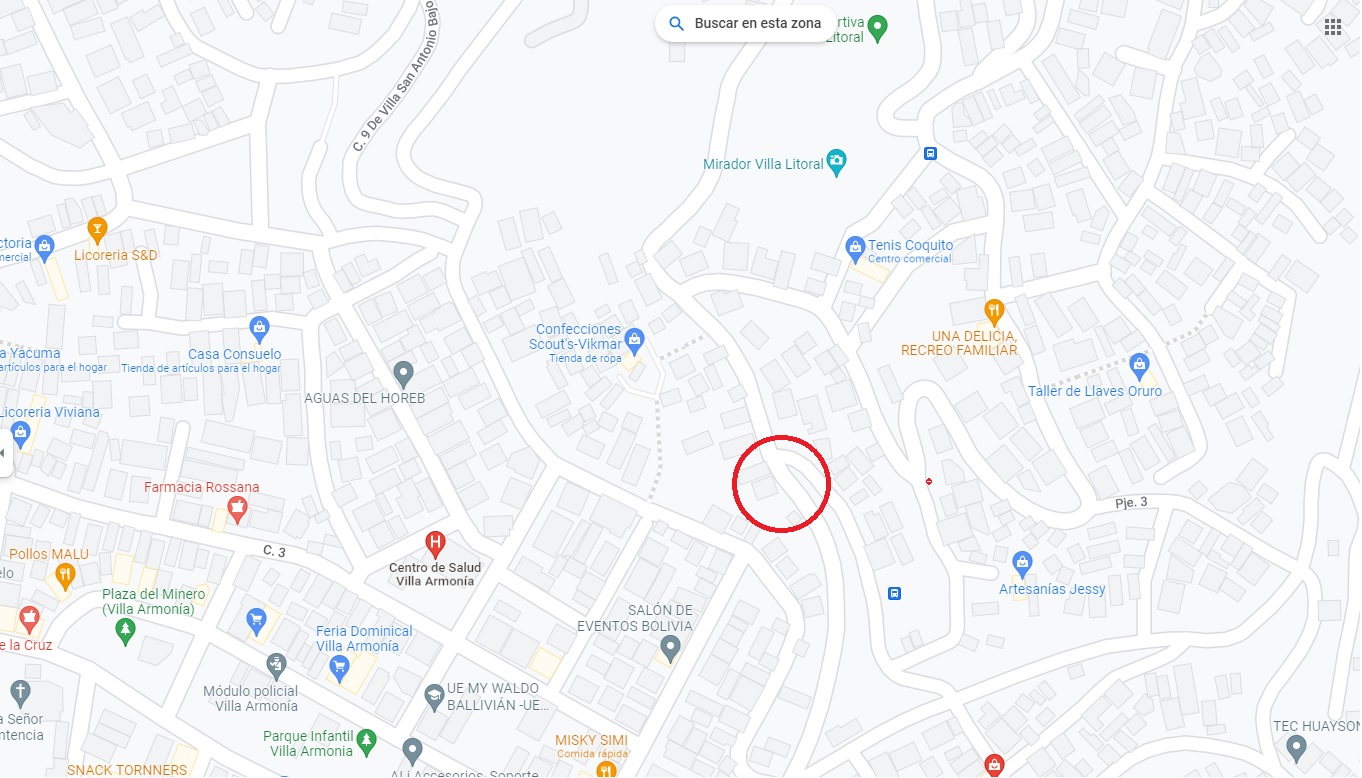 Buscar en esta zona
rtiva
Litoral
C. 9 De Villa San Antonio Bajo
Mirador Villa Litoral
ctoria
mercial
Licoreria S&D
Tenis Coquito
Centro comercial
Confecciones
Scout's-Vikmar
Tienda de ropa
UNA DELICIA,
RECREO FAMILIAR
a Yacuma
artículos para el hogar
Casa Consuelo
Tienda de artículos para el hogar
AGUAS DEL HOREB
Taller de Llaves Oruro
Licoreria Viviana
Farmacia Rossana
Pje. 3
C. 3
Pollos MALU
elo
Centro de Salud
Villa Armonía
Plaza del Minero
(Villa Armonía)
Artesanías Jessy
SALÓN DE
EVENTOS BOLIVIA
Feria Dominical
Villa Armonía
e la Cruz
Módulo policial
Villa Armonía
UE MY WALDO
BALLIVIÁN -UE...
a Señor
ntencia
Parque Infantil
Villa Armonia
MISKY SIMI
Comida rápida
TEC HUAYSON
SNACK TORNNERS